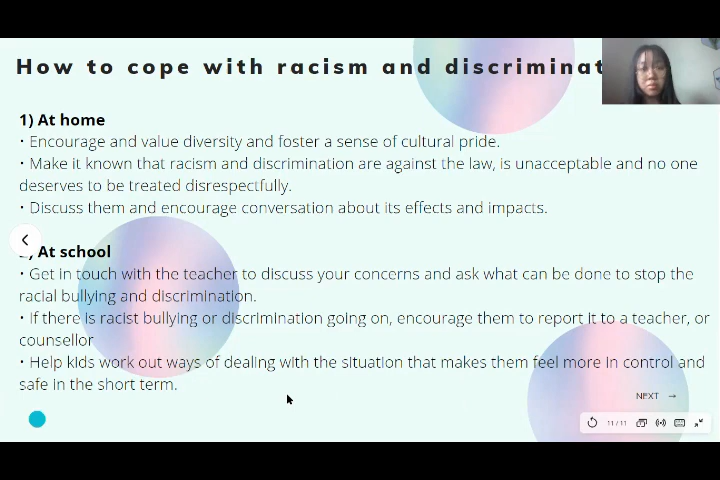 How to cope with racism and discriminat
1) At home
• Encourage and value diversity and foster a sense of cultural pride.
• Make it known that racism and discrimination are against the law, is unacceptable and no one
deserves to be treated disrespectfully.
• Discuss them and encourage conversation about its effects and impacts.
) At school
• Get in touch with the teacher to discuss your concerns and ask what can be done to stop the
racial bullying and discrimination.
• If there is racist bullying or discrimination going on, encourage them to report it to a teacher, or
counsellor
• Help kids work out ways of dealing with the situation that makes them feel more in control and
safe in the short term.
NEXT →
11/11